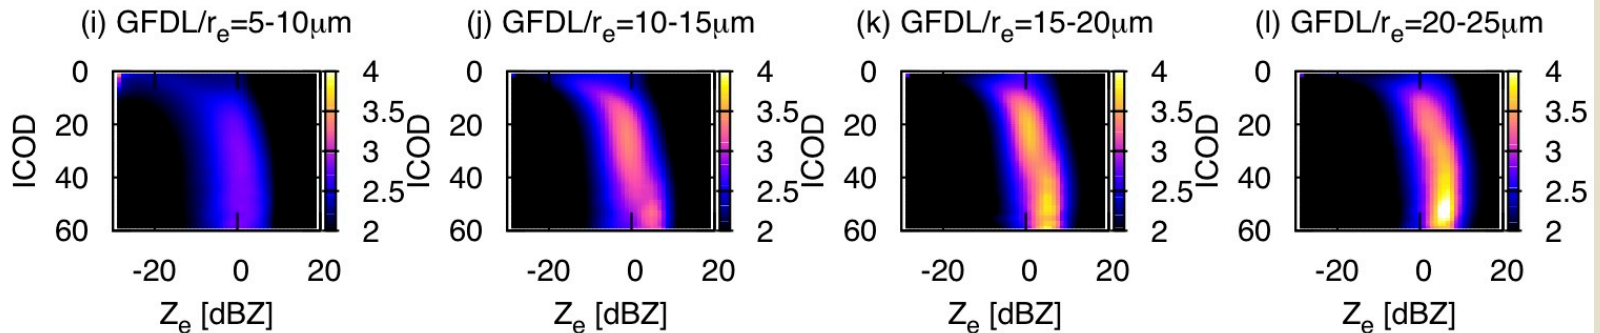 (i) GFDL/re=5-10μm
(j) GFDL/re=10-15μm
(k) GFDL/re=15-20μm
(l) GFDL/re=20-25μm
0
20
40
60
ICOD
-20 0 20
Ze [dBZ]
4
3.5
3
2.5
2
0
20
40
60
ICOD
-20 0 20
Ze [dBZ]
4
3.5
3
2.5
2
0
20
40
60
ICOD
-20 0 20
Ze [dBZ]
4
3.5
3
2.5
2
0
20
40
60
ICOD
-20 0 20
Ze [dBZ]
4
3.5
3
2.5
2